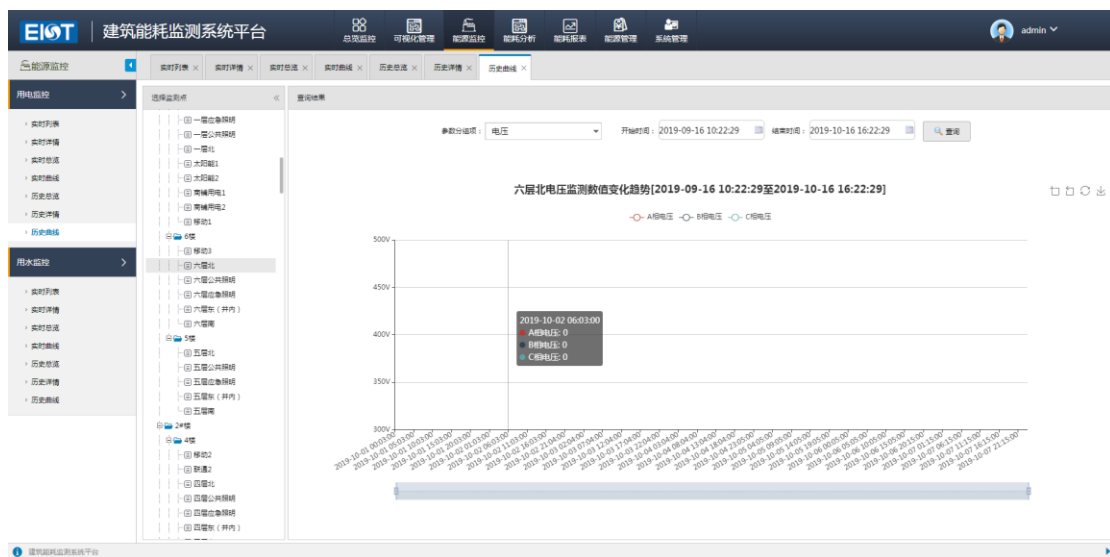 EIOT 建筑能耗监测系统平台
总览监控 可视化管理 能源监控 能耗分析 能耗报表 能源管理 系统管理
admin
能源监控
实时列表 × 实时详情 × 实时总览 × 实时曲线 × 历史总览 × 历史详情 × 历史曲线 ×
用电监控
实时列表
实时详情
实时总览
实时曲线
历史总览
历史详情
历史曲线
用水监控
实时列表
实时详情
实时总览
实时曲线
历史总览
历史详情
历史曲线
选择监测点
一层应急照明
一层公共照明
一层北
太阳能1
太阳能2
商铺用电1
商铺用电2
移动1
6楼
移动3
六层北
六层公共照明
六层应急照明
六层东（井内）
六层南
5楼
五层北
五层公共照明
五层应急照明
五层东（井内）
五层南
2#楼
4楼
移动2
联通2
四层北
四层公共照明
四层应急照明
四层东（井内）
查询结果
参数分组项： 电压 开始时间： 2019-09-16 10:22:29 结束时间： 2019-10-16 16:22:29 查询
六层北电压监测数值变化趋势[2019-09-16 10:22:29至2019-10-16 16:22:29]
A相电压 B相电压 C相电压
500V
450V
400V
350V
300V
2019-10-02 06:03:00
A相电压: 0
B相电压: 0
C相电压: 0
建筑能耗监测系统平台